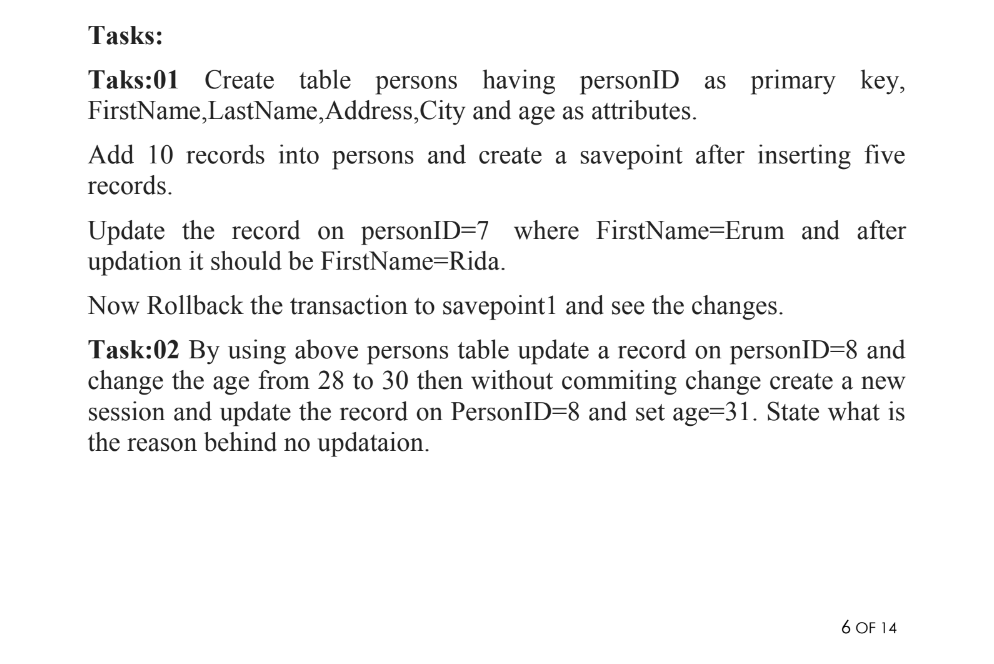 Tasks:
Taks:01 Create table persons having personID as primary key,
FirstName,LastName,Address,City and age as attributes.
Add 10 records into persons and create a savepoint after inserting five
records.
Update the record on personID=7 where FirstName=Erum and after
updation it should be FirstName=Rida.
Now Rollback the transaction to savepoint1 and see the changes.
Task:02 By using above persons table update a record on personID=8 and
change the age from 28 to 30 then without commiting change create a new
session and update the record on PersonID=8 and set age=31. State what is
the reason behind no updataion.
6 OF 14